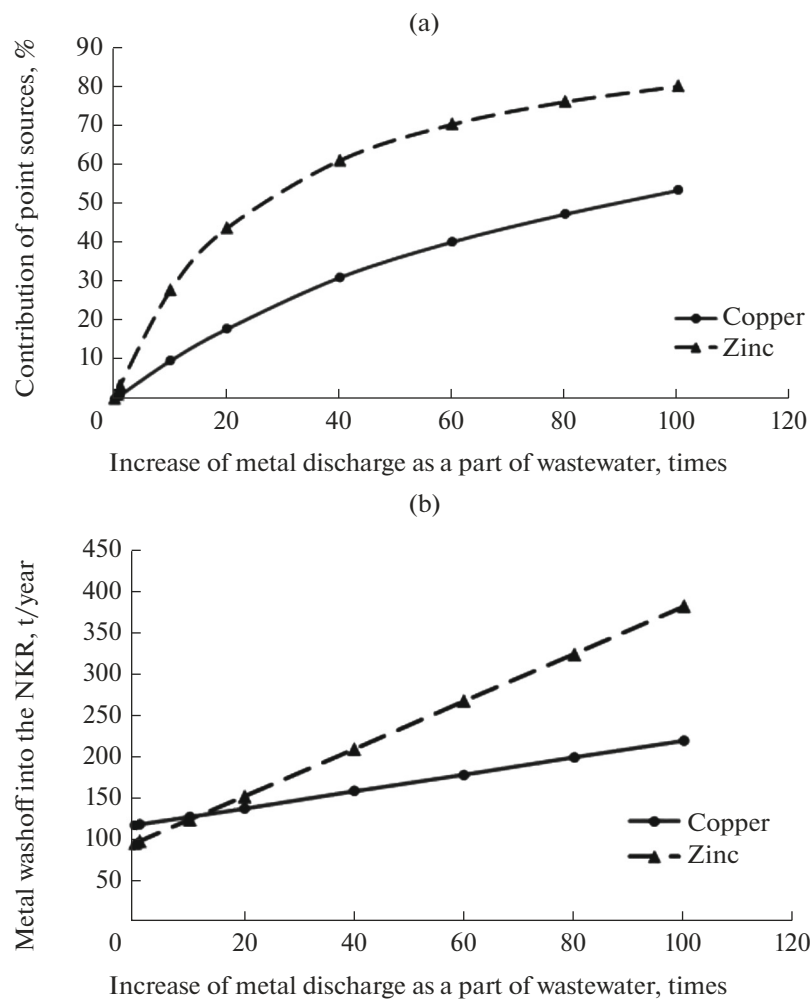 (a)
Contribution of point sources, %
90
80
70
60
50
40
30
20
10
0 20 40 60 80 100 120
Copper
Zinc
Increase of metal discharge as a part of wastewater, times
(b)
Metal washoff into the NKR, t/year
450
400
350
300
250
200
150
100
50
0 20 40 60 80 100 120
Copper
Zinc
Increase of metal discharge as a part of wastewater, times